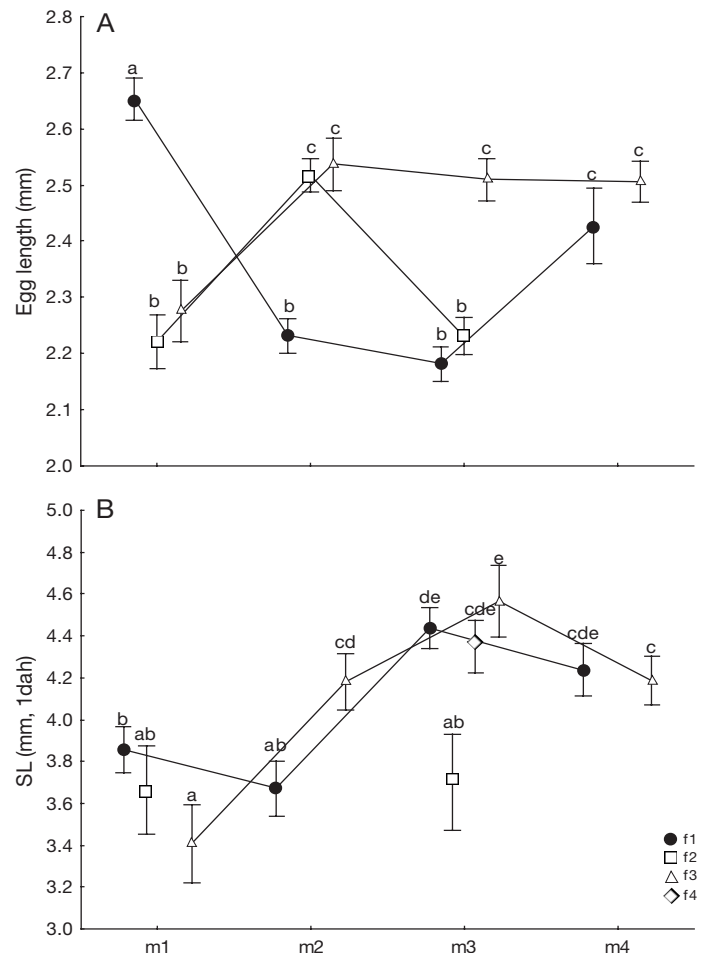 A
2.8
2.7
2.6
2.5
2.4
2.3
2.2
2.1
2.0
Egg length (mm)
a
b
b
b
c
c
b
b
c
c
c
B
5.0
4.8
4.6
4.4
4.2
4.0
3.8
3.6
3.4
3.2
3.0
SL (mm, 1dah)
b
ab
a
ab
cd
de
ab
cde
e
cde
c
f1
f2
f3
f4
m1 m2 m3 m4